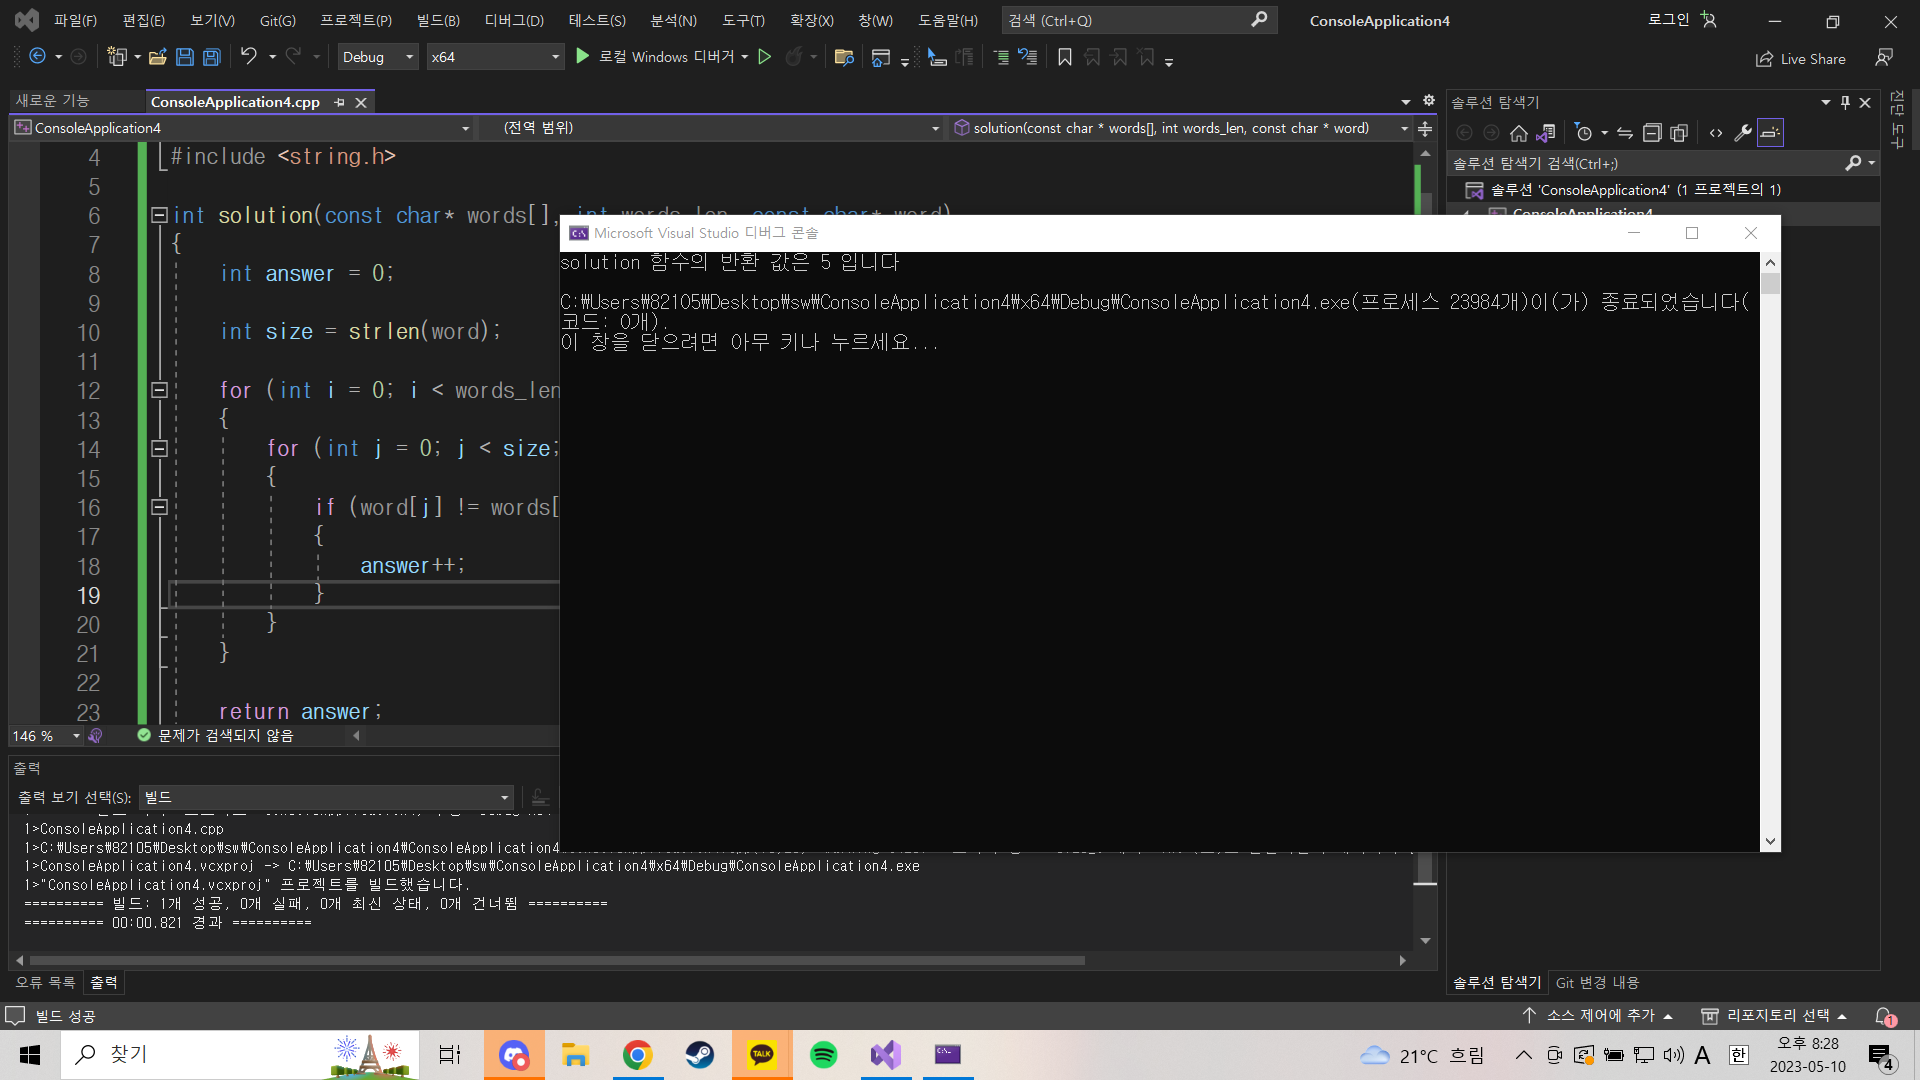 파일(F) 편집(E) 보기(V) Git(G) 프로젝트(P) 빌드(B) 디버그(D) 테스트(S) 분석(N) 도구(T) 확장(X) 창(W) 도움말(H) 검색 (Ctrl+Q) ConsoleApplication4 로그인
Debug x64 로컬 Windows 디버거 Live Share
새로운 기능 ConsoleApplication4.cpp
ConsoleApplication4 (전역 범위) solution(const char * words[], int words_len, const char * word)
4 #include <string.h>
5
6 int solution(const char* words[], int words_len, const char* word)
7 {
8 int answer = 0;
9
10 int size = strlen(word);
11
12 for (int i = 0; i < words_len
13 {
14 for (int j = 0; j < size;
15 {
16 if (word[j] != words[
17 {
18 answer++;
19 }
20 }
21 }
22
23 return answer;
146 % 문제가 검색되지 않음
Microsoft Visual Studio 디버그 콘솔
solution 함수의 반환 값은 5 입니다
C:₩Users₩82105₩Desktop₩sw₩ConsoleApplication4₩x64₩Debug₩ConsoleApplication4.exe(프로세스 23984개)이(가) 종료되었습니다(
코드: 0개).
이 창을 닫으려면 아무 키나 누르세요...
솔루션 탐색기
솔루션 탐색기 검색(Ctrl+;)
솔루션 'ConsoleApplication4' (1 프로젝트의 1)
ConsoleApplication4
진단 도구
출력
출력 보기 선택(S): 빌드
1>ConsoleApplication4.cpp
1>C:₩Users₩82105₩Desktop₩sw₩ConsoleApplication4₩ConsoleApplication4
1>ConsoleApplication4.vcxproj -> C:₩Users₩82105₩Desktop₩sw₩ConsoleApplication4₩x64₩Debug₩ConsoleApplication4.exe
1>"ConsoleApplication4.vcxproj" 프로젝트를 빌드했습니다.
========== 빌드: 1개 성공, 0개 실패, 0개 최신 상태, 0개 건너뜀 ==========
========== 00:00.821 경과 ==========
오류 목록 출력
솔루션 탐색기 Git 변경 내용
빌드 성공 소스 제어에 추가 리포지토리 선택 1
찾기 TALK 21°C 흐림 A 한 오후 8:28
2023-05-10 4